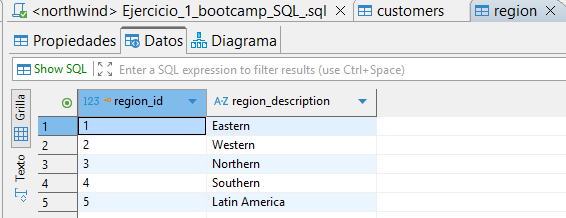 <northwind> Ejercicio_1_bootcamp_SQL_.sql customers region
Propiedades Datos Diagrama
Show SQL Enter a SQL expression to filter results (use Ctrl+Space)
Grilla
Texto
123 region_id A-Z region_description
1 1 Eastern
2 2 Western
3 3 Northern
4 4 Southern
5 5 Latin America